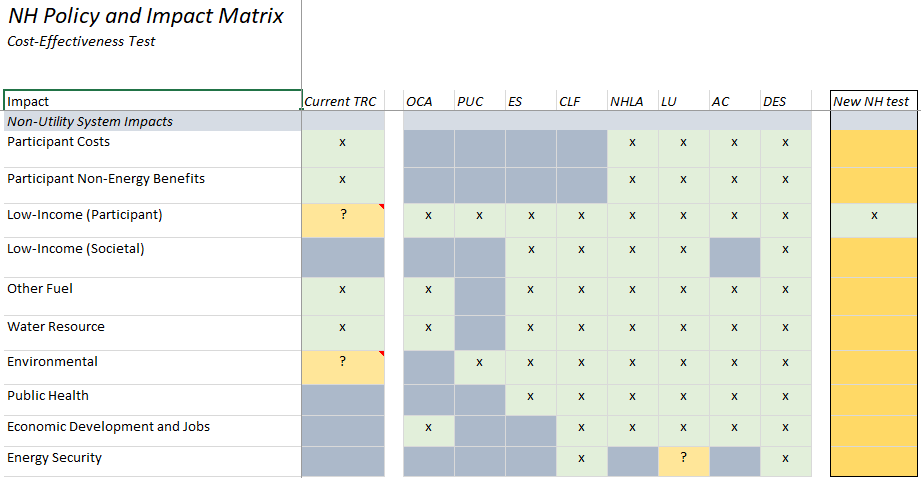 NH Policy and Impact Matrix
Cost-Effectiveness Test
Impact Current TRC OCA PUC ES CLF NHLA LU AC DES New NH test
Non-Utility System Impacts
Participant Costs x x x x x
Participant Non-Energy Benefits x x x x x
Low-Income (Participant) ? x x x x x x x x x
Low-Income (Societal) x x x x x
Other Fuel x x x x x x x x
Water Resource x x x x x x x x
Environmental ? x x x x x x x
Public Health x x x x x x
Economic Development and Jobs x x x x x x
Energy Security x ? x